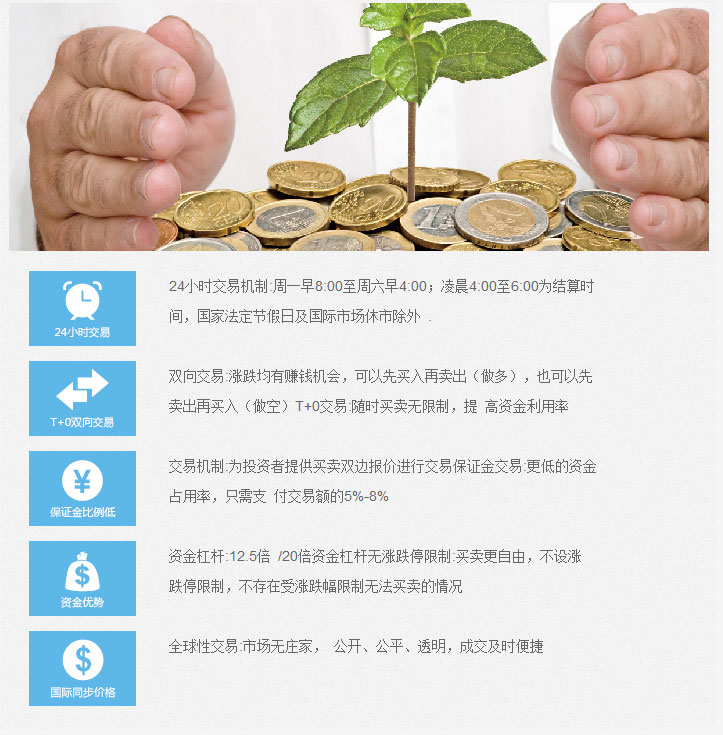 24小时交易
24小时交易机制:周一早8:00至周六早4:00；凌晨4:00至6:00为结算时
间，国家法定节假日及国际市场休市除外 .
T+0双向交易
双向交易:涨跌均有赚钱机会，可以先买入再卖出（做多），也可以先
卖出再买入（做空）T+0交易:随时买卖无限制，提 高资金利用率
保证金比例低
交易机制:为投资者提供买卖双边报价进行交易保证金交易:更低的资金
占用率，只需支 付交易额的5%-8%
资金优势
资金杠杆:12.5倍 /20倍资金杠杆无涨跌停限制:买卖更自由，不设涨
跌停限制，不存在受涨跌幅限制无法买卖的情况
国际同步价格
全球性交易:市场无庄家， 公开、公平、透明，成交及时便捷